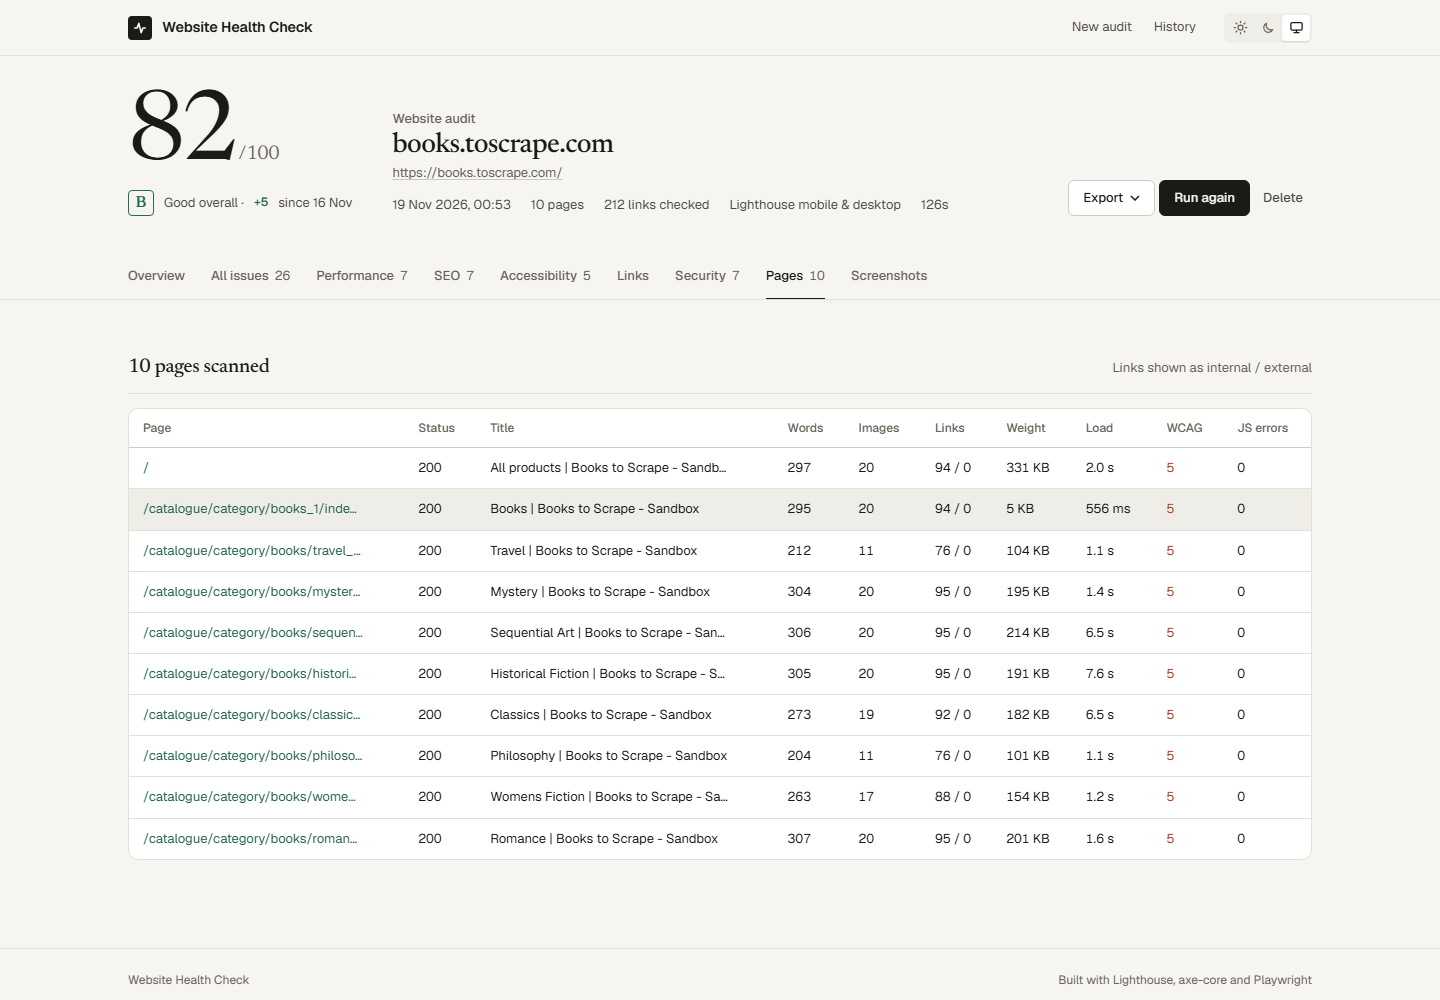 Website Health Check
New audit
History
82/100
Website audit
books.toscrape.com
https://books.toscrape.com/
B Good overall · +5 since 16 Nov
19 Nov 2026, 00:53 10 pages 212 links checked Lighthouse mobile & desktop 126s
Export
Run again
Delete
Overview All issues 26 Performance 7 SEO 7 Accessibility 5 Links Security 7 Pages 10 Screenshots
10 pages scanned
Links shown as internal / external
Page Status Title Words Images Links Weight Load WCAG JS errors
/ 200 All products | Books to Scrape - Sandb… 297 20 94 / 0 331 KB 2.0 s 5 0
/catalogue/category/books_1/inde… 200 Books | Books to Scrape - Sandbox 295 20 94 / 0 5 KB 556 ms 5 0
/catalogue/category/books/travel_… 200 Travel | Books to Scrape - Sandbox 212 11 76 / 0 104 KB 1.1 s 5 0
/catalogue/category/books/myster… 200 Mystery | Books to Scrape - Sandbox 304 20 95 / 0 195 KB 1.4 s 5 0
/catalogue/category/books/sequen… 200 Sequential Art | Books to Scrape - San… 306 20 95 / 0 214 KB 6.5 s 5 0
/catalogue/category/books/histori… 200 Historical Fiction | Books to Scrape - S… 305 20 95 / 0 191 KB 7.6 s 5 0
/catalogue/category/books/classic… 200 Classics | Books to Scrape - Sandbox 273 19 92 / 0 182 KB 6.5 s 5 0
/catalogue/category/books/philoso… 200 Philosophy | Books to Scrape - Sandbox 204 11 76 / 0 101 KB 1.1 s 5 0
/catalogue/category/books/wome… 200 Womens Fiction | Books to Scrape - Sa… 263 17 88 / 0 154 KB 1.2 s 5 0
/catalogue/category/books/roman… 200 Romance | Books to Scrape - Sandbox 307 20 95 / 0 201 KB 1.6 s 5 0
Website Health Check
Built with Lighthouse, axe-core and Playwright